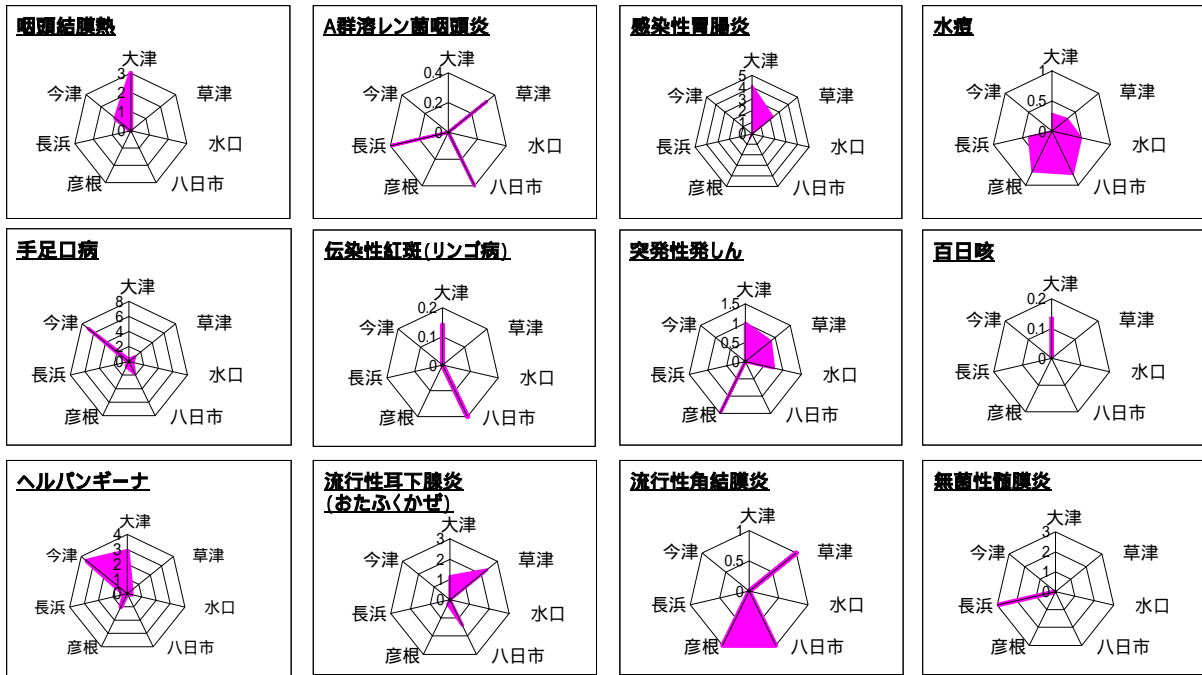 咽頭結膜熱
大津
草津
水口
八日市
彦根
長浜
今津
3
2
1
0
A群溶レン菌咽頭炎
大津
草津
水口
八日市
彦根
長浜
今津
0.4
0.2
0
感染性胃腸炎
大津
草津
水口
八日市
彦根
長浜
今津
5
4
3
2
1
0
水痘
大津
草津
水口
八日市
彦根
長浜
今津
1
0.5
0
手足口病
大津
草津
水口
八日市
彦根
長浜
今津
8
6
4
2
0
伝染性紅斑(リンゴ病)
大津
草津
水口
八日市
彦根
長浜
今津
0.2
0.1
0
突発性発しん
大津
草津
水口
八日市
彦根
長浜
今津
1.5
1
0.5
0
百日咳
大津
草津
水口
八日市
彦根
長浜
今津
0.2
0.1
0
ヘルパンギーナ
大津
草津
水口
八日市
彦根
長浜
今津
4
3
2
1
0
流行性耳下腺炎
(おたふくかぜ)
大津
草津
水口
八日市
彦根
長浜
今津
3
2
1
0
流行性角結膜炎
大津
草津
水口
八日市
彦根
長浜
今津
1
0.5
0
無菌性髄膜炎
大津
草津
水口
八日市
彦根
長浜
今津
3
2
1
0